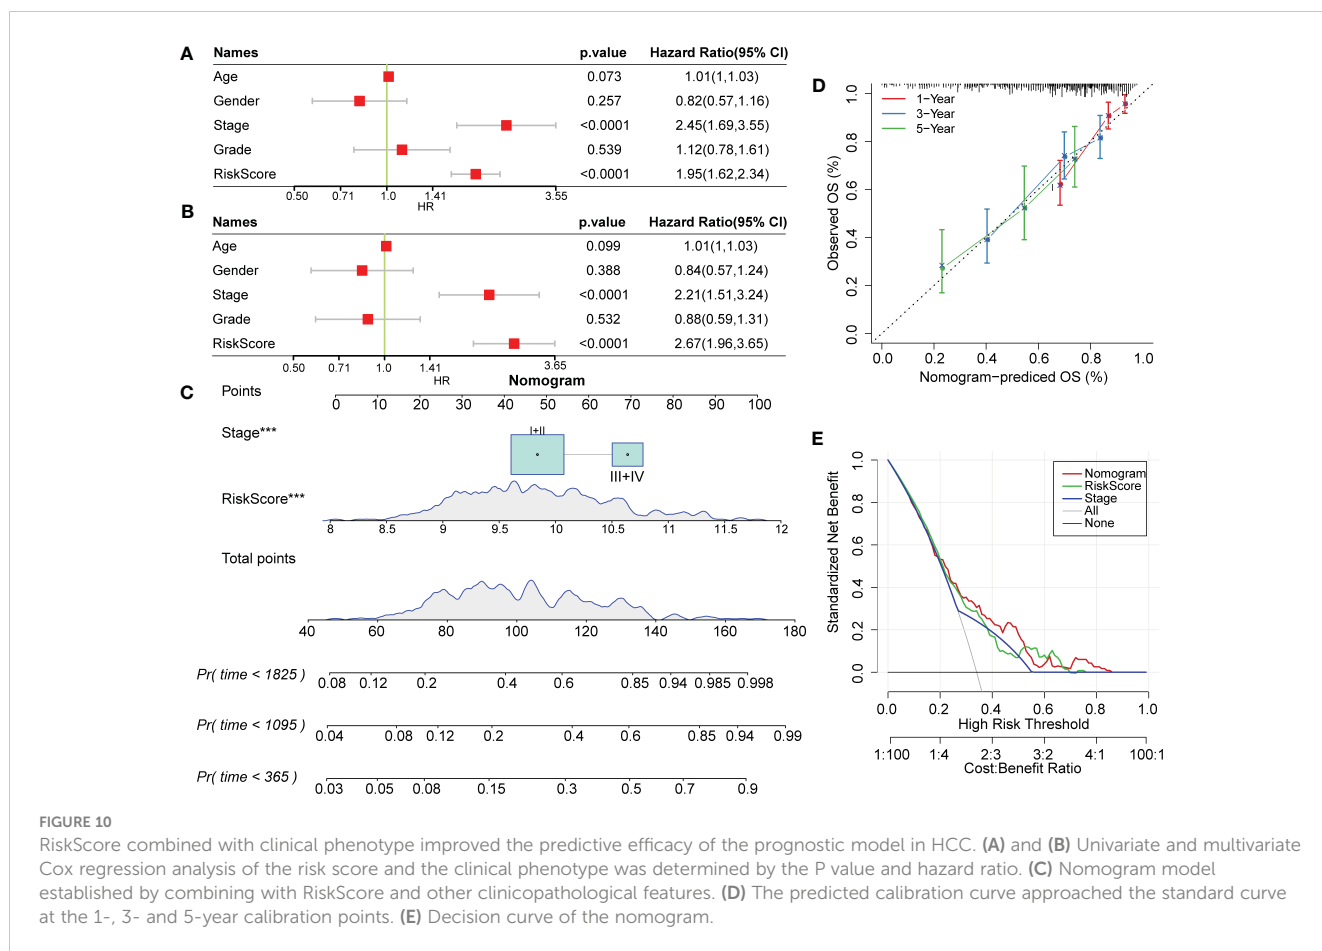 A
Names p.value Hazard Ratio(95% CI)
Age 0.073 1.01(1,1.03)
Gender 0.257 0.82(0.57,1.16)
Stage <0.0001 2.45(1.69,3.55)
Grade 0.539 1.12(0.78,1.61)
RiskScore <0.0001 1.95(1.62,2.34)
0.50 0.71 1.0 1.41 3.55
HR
B
Names p.value Hazard Ratio(95% CI)
Age 0.099 1.01(1,1.03)
Gender 0.388 0.84(0.57,1.24)
Stage <0.0001 2.21(1.51,3.24)
Grade 0.532 0.88(0.59,1.31)
RiskScore <0.0001 2.67(1.96,3.65)
0.50 0.71 1.0 1.41 3.65
HR
C
Nomogram
Points
0 10 20 30 40 50 60 70 80 90 100
Stage***
I+II
III+IV
RiskScore***
8 8.5 9 9.5 10 10.5 11 11.5 12
Total points
40 60 80 100 120 140 160 180
Pr( time < 1825 )
0.08 0.12 0.2 0.4 0.6 0.85 0.94 0.985 0.998
Pr( time < 1095 )
0.04 0.08 0.12 0.2 0.4 0.6 0.85 0.94 0.99
Pr( time < 365 )
0.03 0.05 0.08 0.15 0.3 0.5 0.7 0.9
D
1-Year
3-Year
5-Year
Observed OS (%)
1.0
0.8
0.6
0.4
0.2
0.0
0.0 0.2 0.4 0.6 0.8 1.0
Nomogram-prediced OS (%)
E
Nomogram
RiskScore
Stage
All
None
Standardized Net Benefit
1.0
0.8
0.6
0.4
0.2
0.0
0.0 0.2 0.4 0.6 0.8 1.0
High Risk Threshold
1:100 1:4 2:3 3:2 4:1 100:1
Cost:Benefit Ratio
FIGURE 10
RiskScore combined with clinical phenotype improved the predictive efficacy of the prognostic model in HCC. (A) and (B) Univariate and multivariate
Cox regression analysis of the risk score and the clinical phenotype was determined by the P value and hazard ratio. (C) Nomogram model
established by combining with RiskScore and other clinicopathological features. (D) The predicted calibration curve approached the standard curve
at the 1-, 3- and 5-year calibration points. (E) Decision curve of the nomogram.